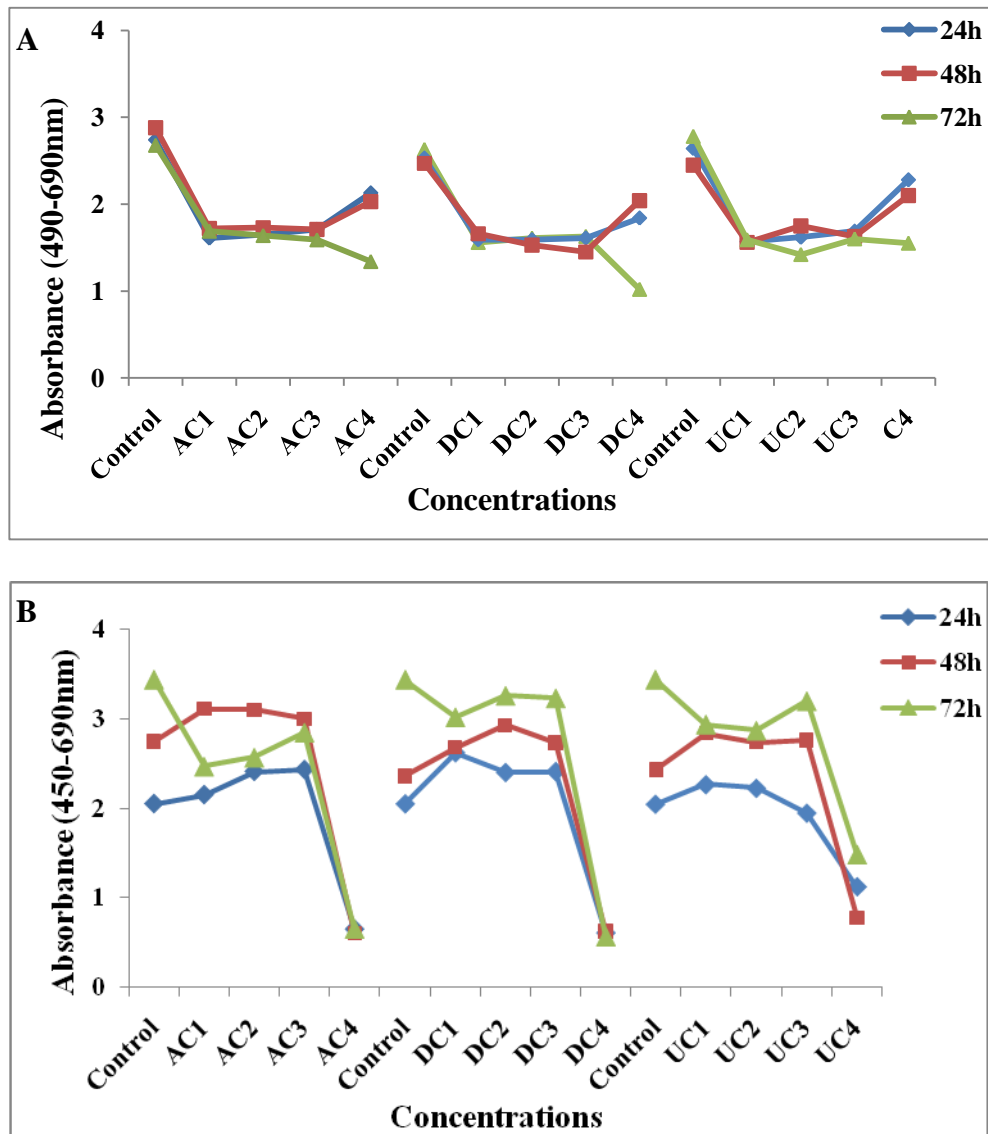 A
4
3
2
1
0
Absorbance (490-690nm)
24h
48h
72h
Control AC1 AC2 AC3 AC4 Control DC1 DC2 DC3 DC4 Control UC1 UC2 UC3 C4
Concentrations
B
4
3
2
1
0
Absorbance (450-690nm)
24h
48h
72h
Control AC1 AC2 AC3 AC4 Control DC1 DC2 DC3 DC4 Control UC1 UC2 UC3 UC4
Concentrations